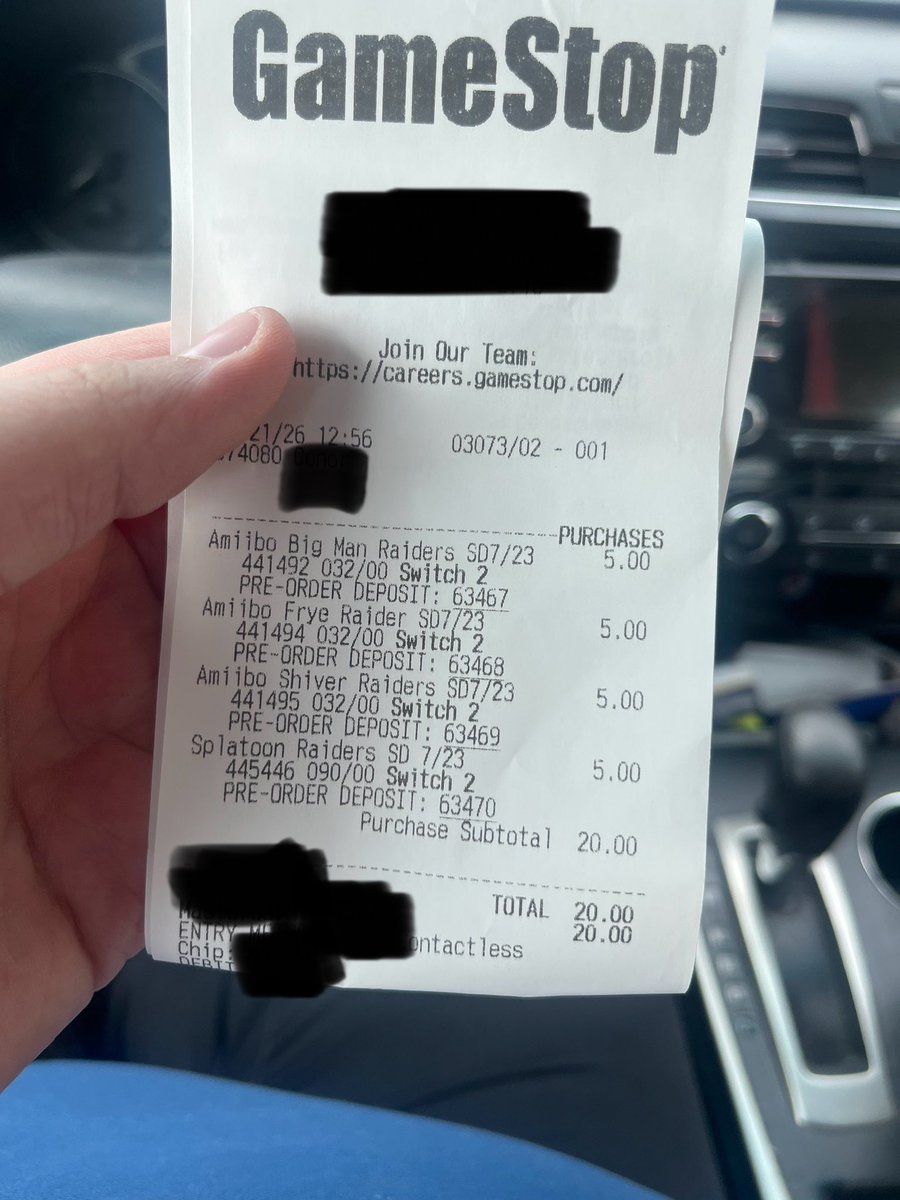 GameStop
Join Our Team:
https://careers.gamestop.com/
21/26 12:56 03073/02 - 001
74080
PURCHASES
Amiibo Big Man Raiders SD7/23 5.00
441492 032/00 Switch 2
PRE-ORDER DEPOSIT: 63467
Amiibo Frye Raider SD7/23 5.00
441494 032/00 Switch 2
PRE-ORDER DEPOSIT: 63468
Amiibo Shiver Raiders SD7/23 5.00
441495 032/00 Switch 2
PRE-ORDER DEPOSIT: 63469
Splatoon Raiders SD 7/23 5.00
445446 090/00 Switch 2
PRE-ORDER DEPOSIT: 63470
Purchase Subtotal 20.00
TOTAL 20.00
20.00
ENTRY ontactless
Chip:
DEBIT